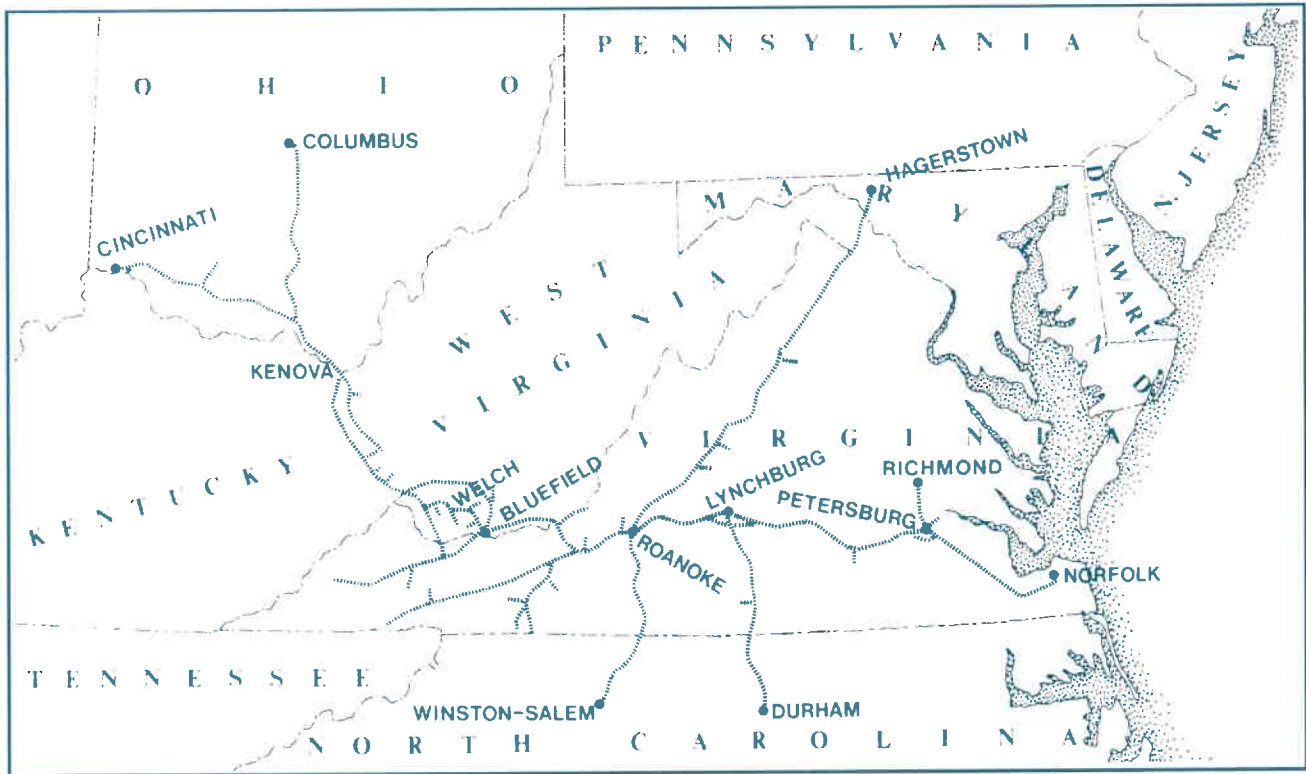 PENNSYLVANIA
OHIO
N. JERSEY
COLUMBUS
HAGERSTOWN
MARYLAND
DELAWARE
CINCINNATI
WEST
VIRGINIA
KENOVA
VIRGINIA
KENTUCKY
WELCH
BLUEFIELD
LYNCHBURG
RICHMOND
PETERSBURG
ROANOKE
NORFOLK
TENNESSEE
WINSTON-SALEM
DURHAM
NORTH CAROLINA